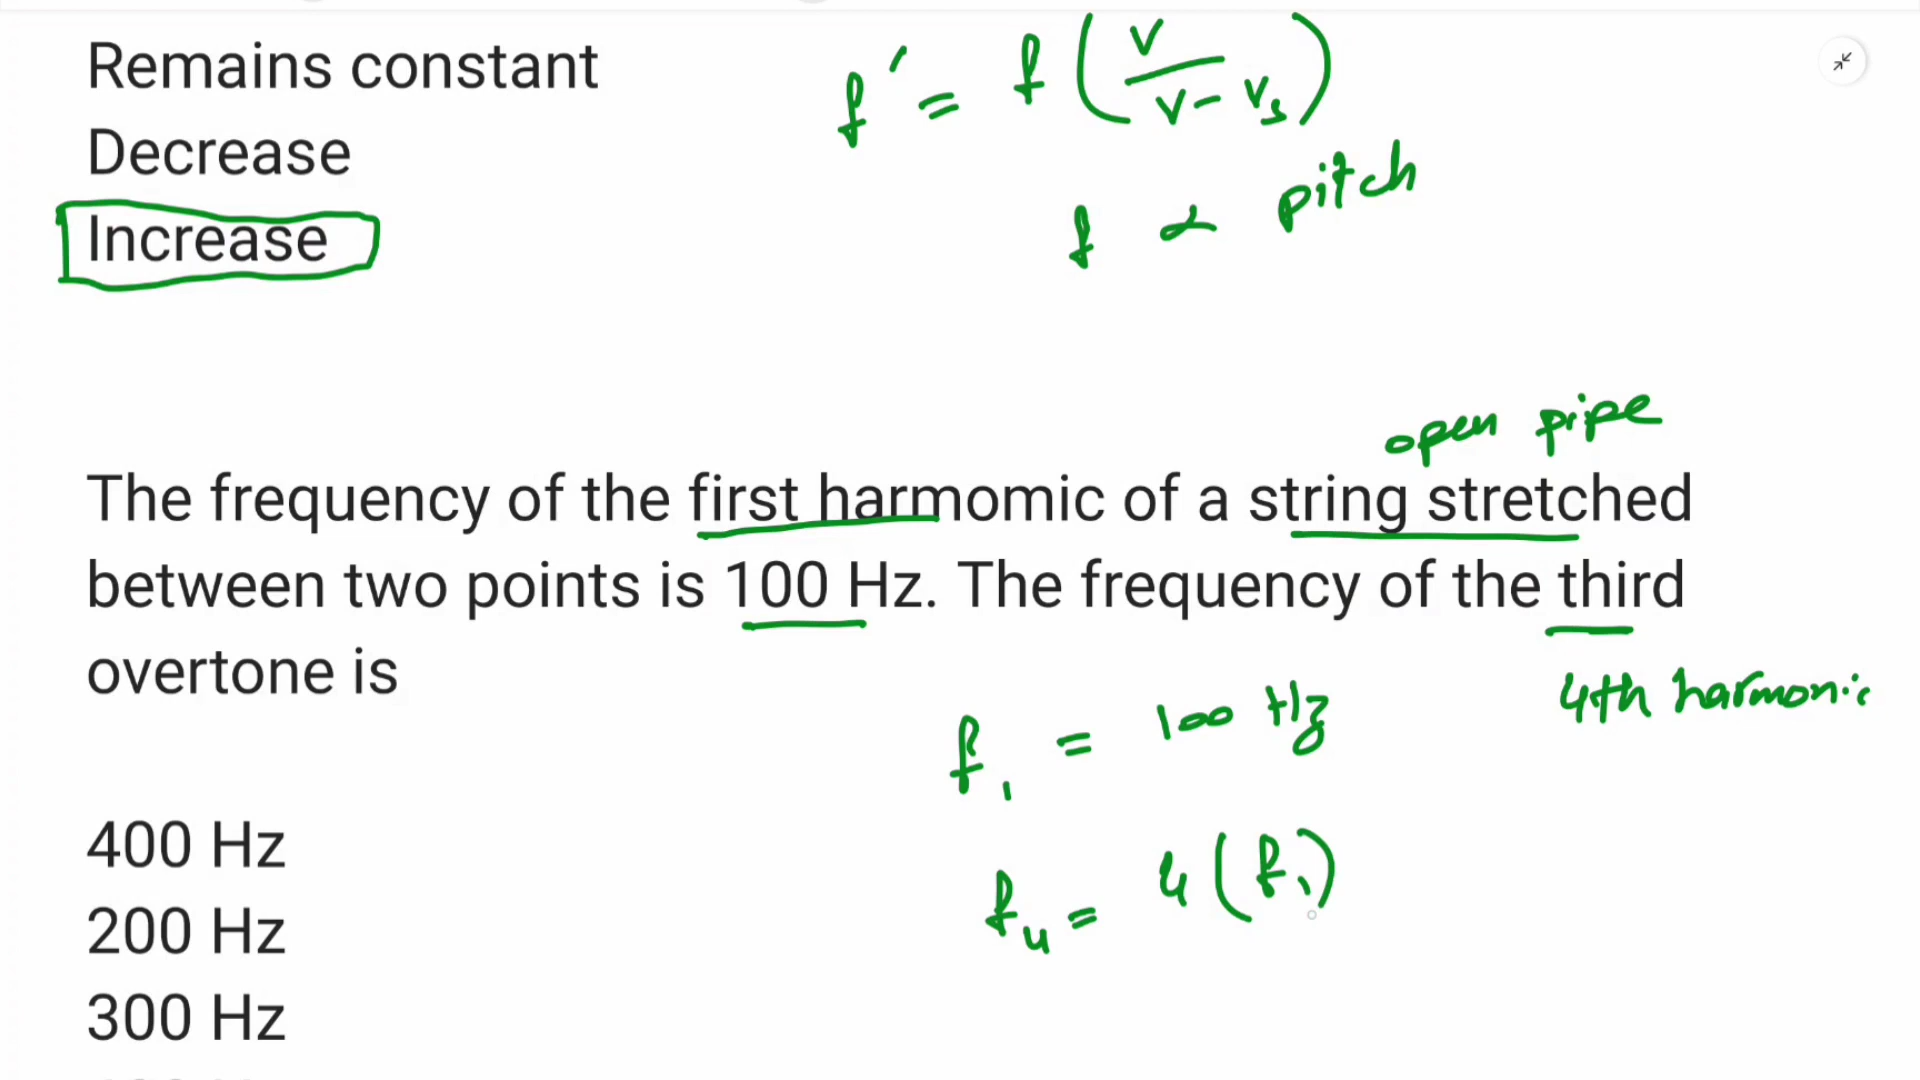 Remains constant
f' = f ( v / v - vs )
Decrease
f ∝ pitch
Increase
open pipe
The frequency of the first harmomic of a string stretched
between two points is 100 Hz. The frequency of the third
overtone is
4th harmonic
f1 = 100 Hz
400 Hz
f4 = 4 (f1)
200 Hz
300 Hz